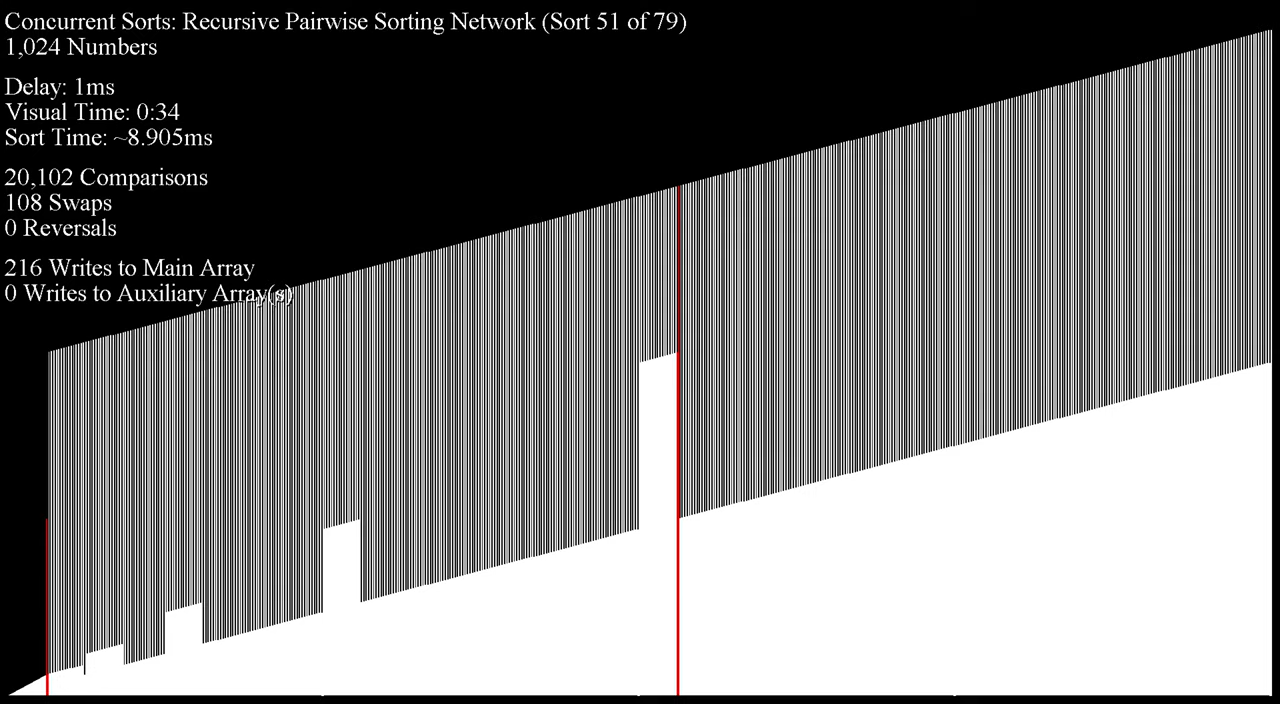 Concurrent Sorts: Recursive Pairwise Sorting Network (Sort 51 of 79)
1,024 Numbers
Delay: 1ms
Visual Time: 0:34
Sort Time: ~8.905ms
20,102 Comparisons
108 Swaps
0 Reversals
216 Writes to Main Array
0 Writes to Auxiliary Array(s)